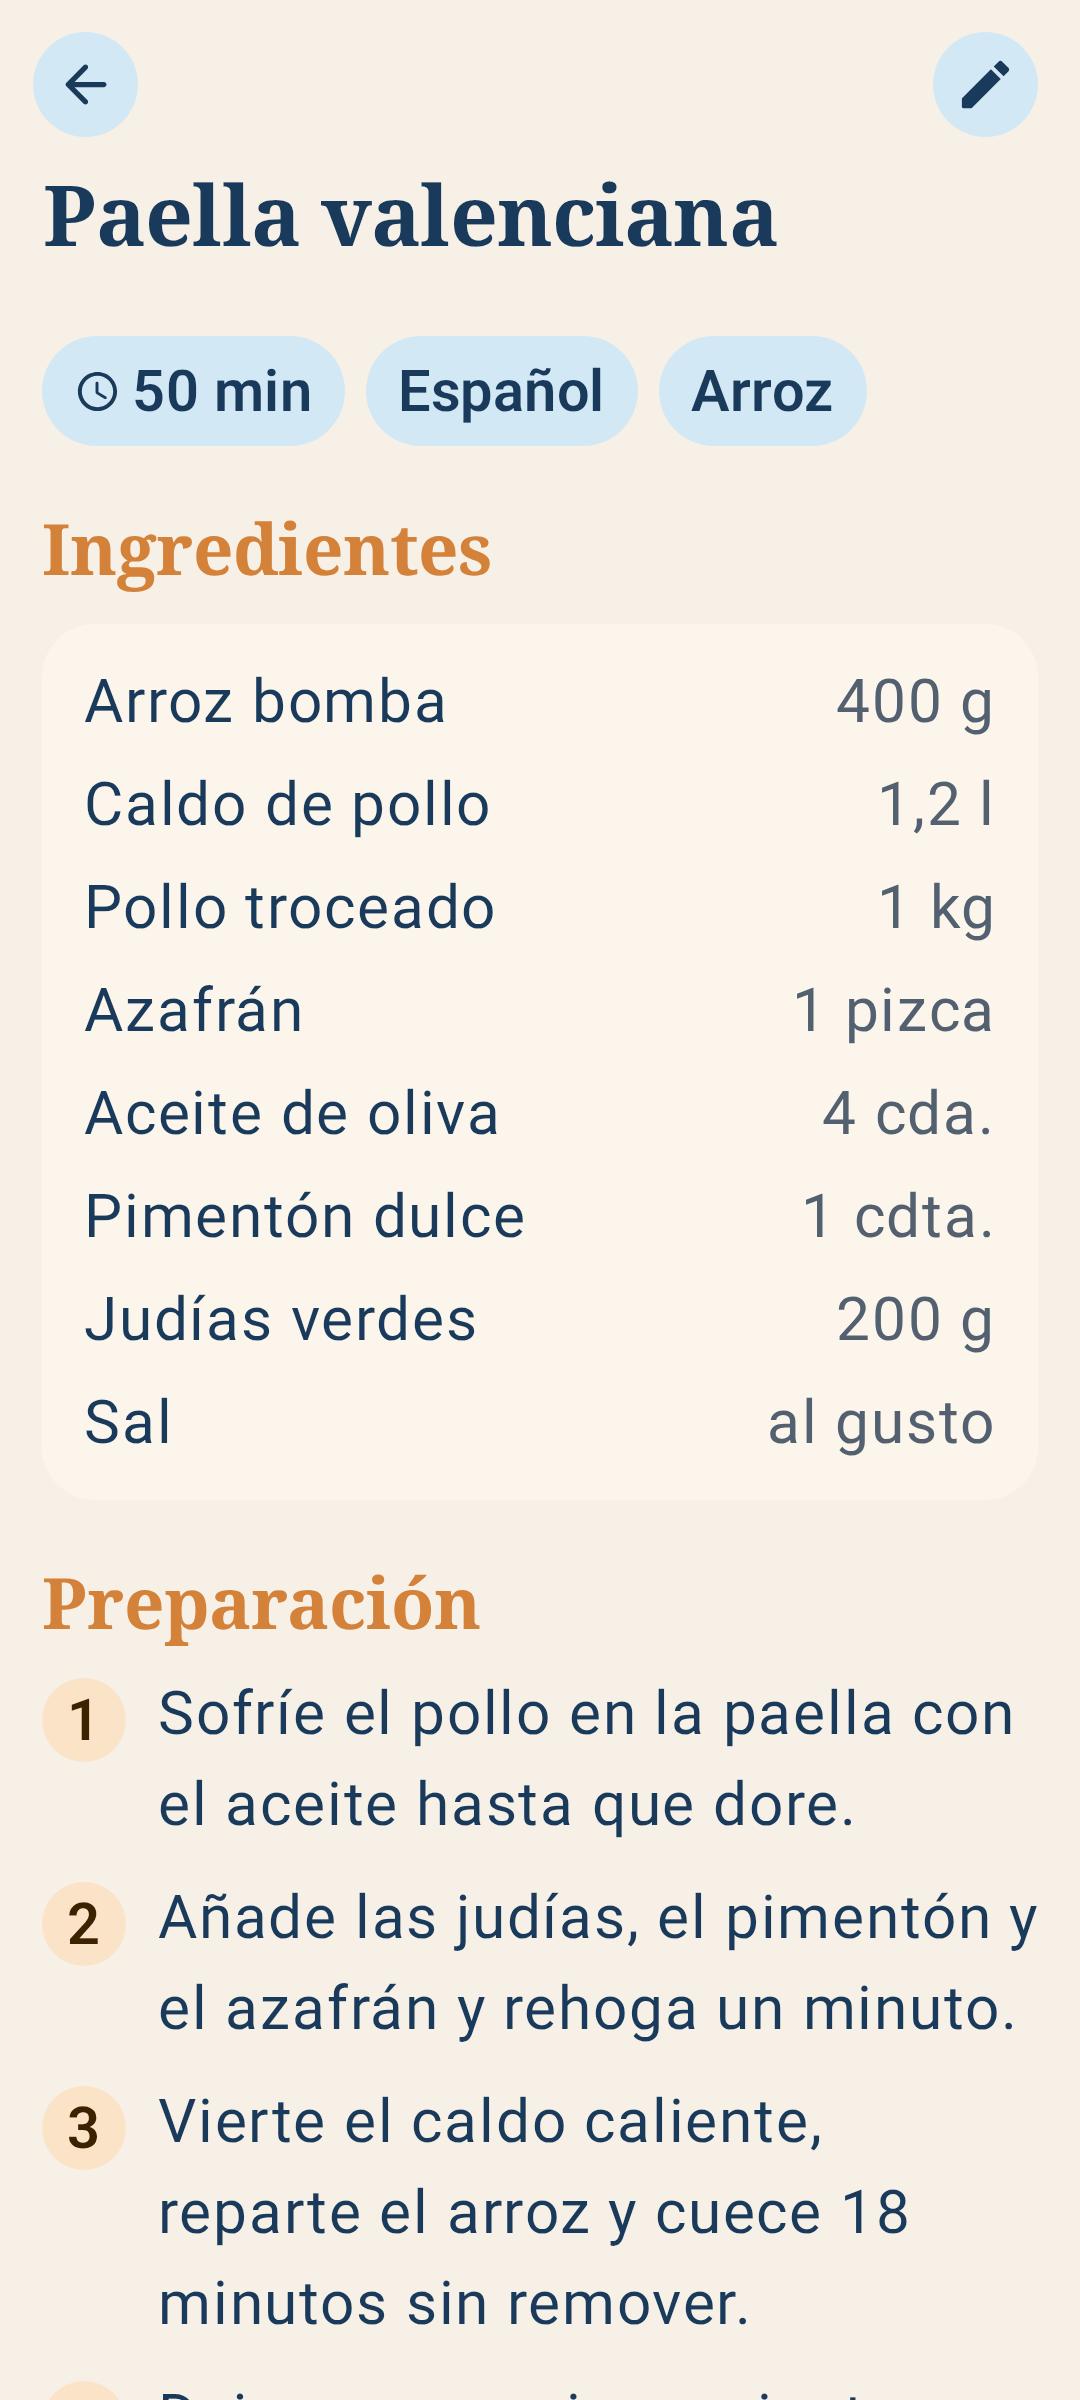 Paella valenciana
50 min
Español
Arroz
Ingredientes
Arroz bomba 400 g
Caldo de pollo 1,2 l
Pollo troceado 1 kg
Azafrán 1 pizca
Aceite de oliva 4 cda.
Pimentón dulce 1 cdta.
Judías verdes 200 g
Sal al gusto
Preparación
1 Sofríe el pollo en la paella con
el aceite hasta que dore.
2 Añade las judías, el pimentón y
el azafrán y rehoga un minuto.
3 Vierte el caldo caliente,
reparte el arroz y cuece 18
minutos sin remover.